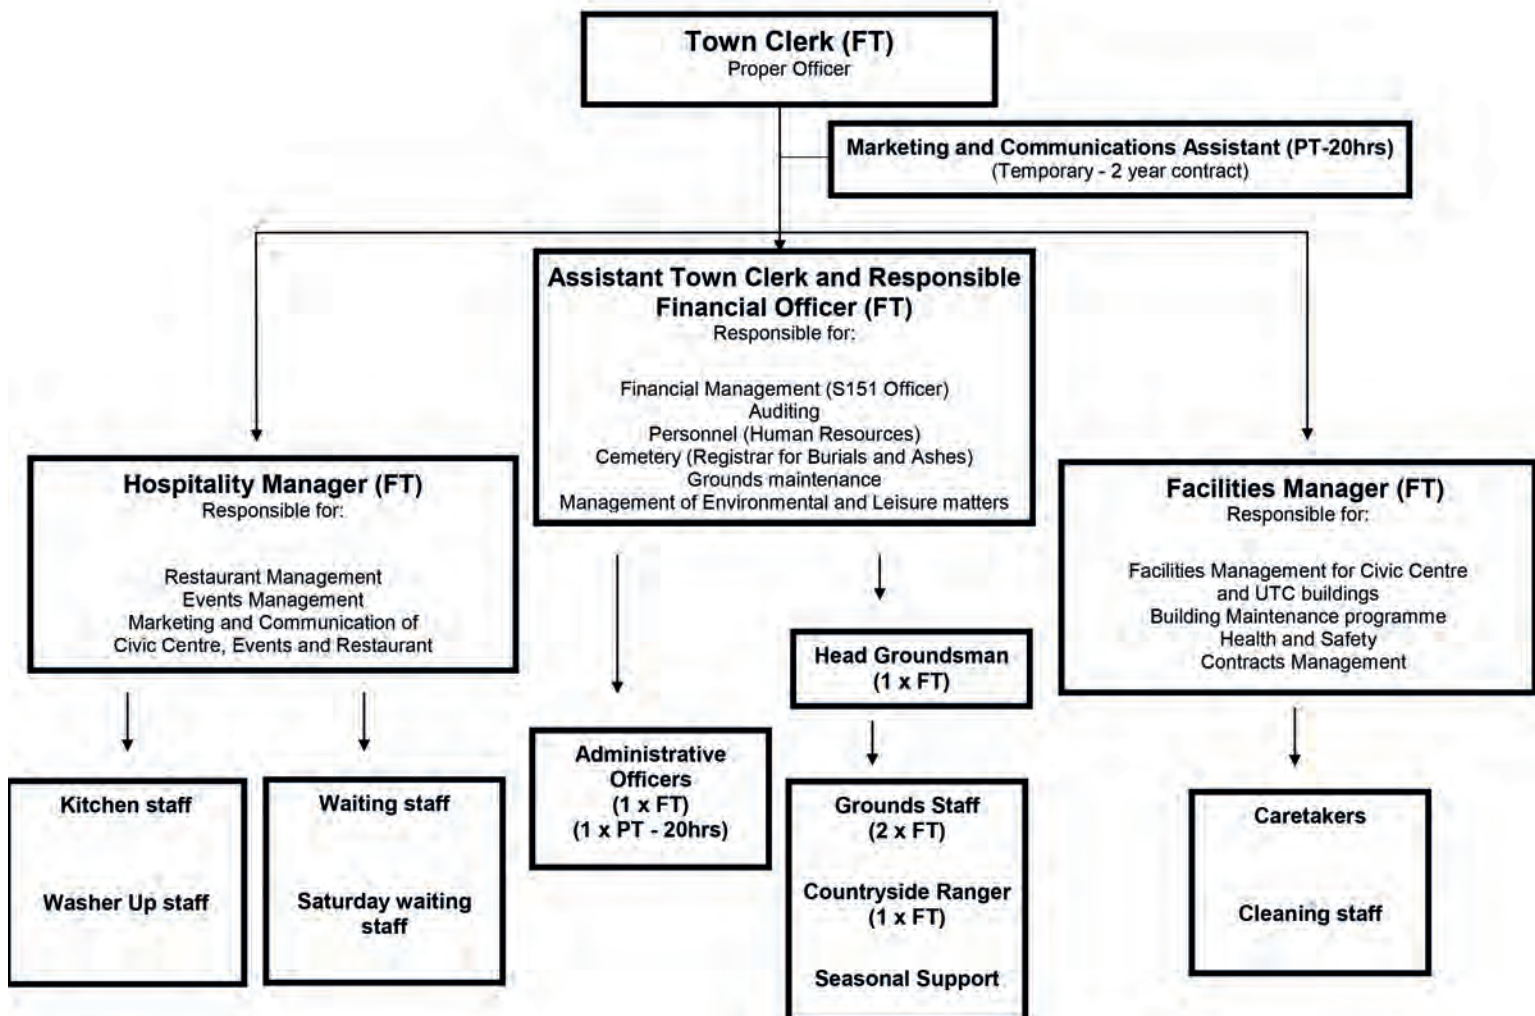 Town Clerk (FT)
Proper Officer
Marketing and Communications Assistant (PT-20hrs)
(Temporary - 2 year contract)
Assistant Town Clerk and Responsible
Financial Officer (FT)
Responsible for:
Financial Management (S151 Officer)
Auditing
Personnel (Human Resources)
Cemetery (Registrar for Burials and Ashes)
Grounds maintenance
Management of Environmental and Leisure matters
Hospitality Manager (FT)
Responsible for:
Restaurant Management
Events Management
Marketing and Communication of
Civic Centre, Events and Restaurant
Facilities Manager (FT)
Responsible for:
Facilities Management for Civic Centre
and UTC buildings
Building Maintenance programme
Health and Safety
Contracts Management
Head Groundsman
(1 x FT)
Kitchen staff
Washer Up staff
Waiting staff
Saturday waiting
staff
Administrative
Officers
(1 x FT)
(1 x PT - 20hrs)
Grounds Staff
(2 x FT)
Countryside Ranger
(1 x FT)
Seasonal Support
Caretakers
Cleaning staff